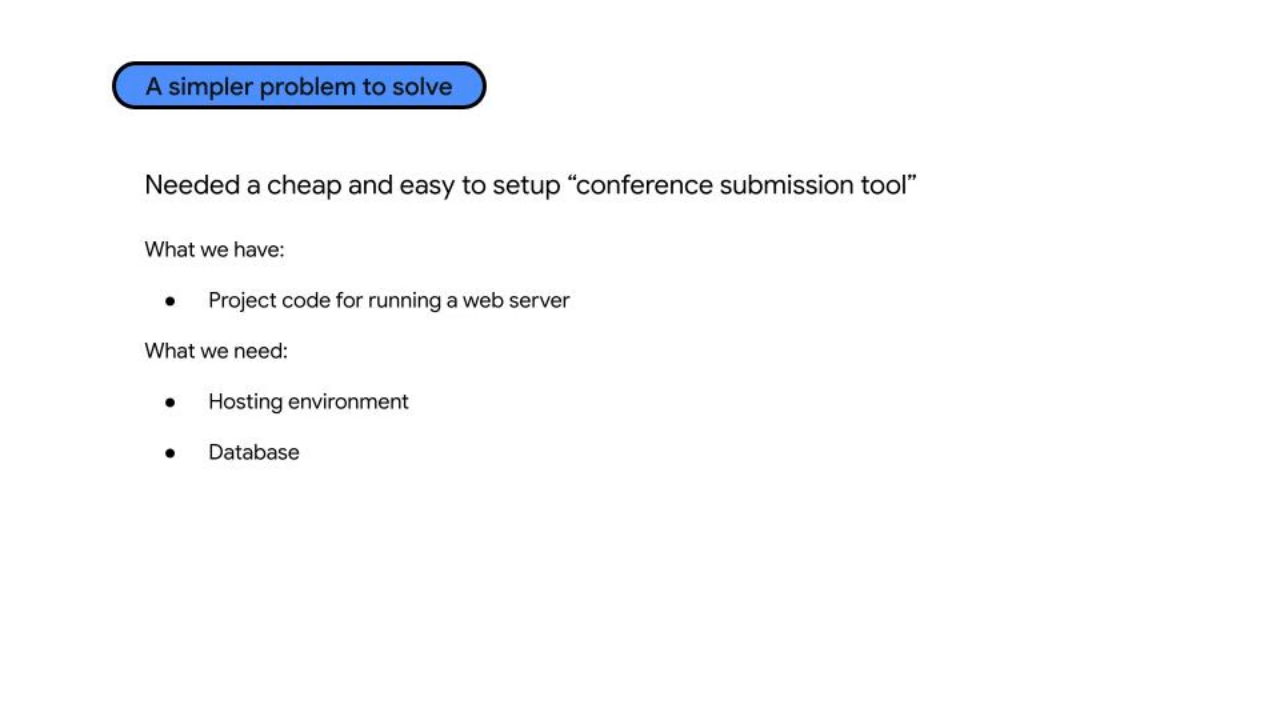 A simpler problem to solve
Needed a cheap and easy to setup “conference submission tool”
What we have:
● Project code for running a web server
What we need:
● Hosting environment
● Database